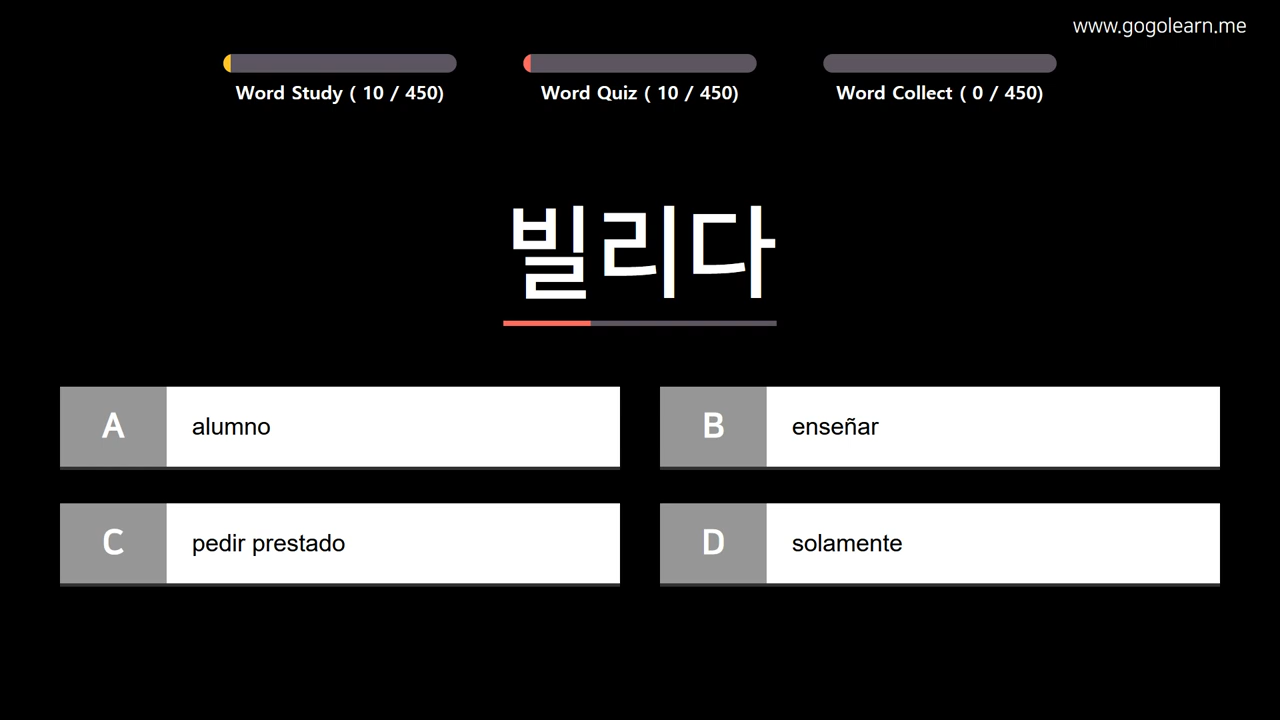 www.gogolearn.me
Word Study ( 10 / 450)
Word Quiz ( 10 / 450)
Word Collect ( 0 / 450)
빌리다
A alumno
B enseñar
C pedir prestado
D solamente